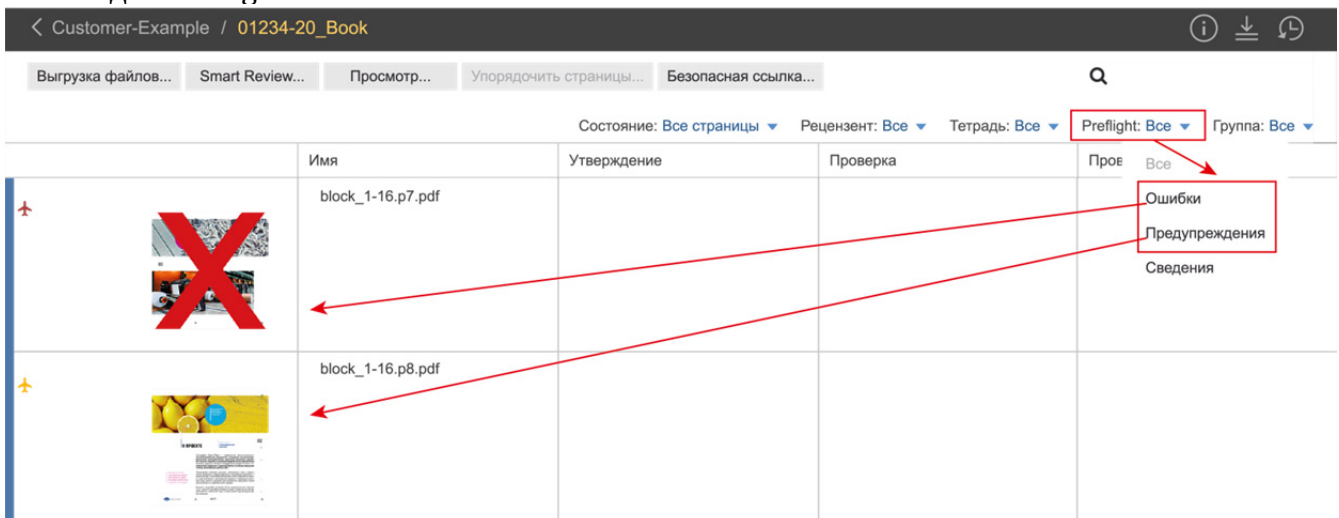 Customer-Example / 01234-20_Book
Выгрузка файлов... Smart Review... Просмотр... Упорядочить страницы... Безопасная ссылка...
Состояние: Все страницы Рецензент: Все Тетрадь: Все Preflight: Все Группа: Все
Имя Утверждение Проверка Пров Все
block_1-16.p7.pdf
Ошибки
Предупреждения
Сведения
block_1-16.p8.pdf